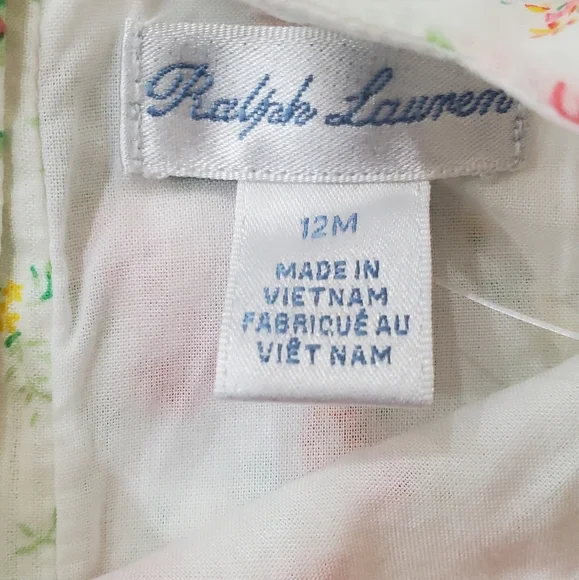 Ralph Lauren
12M
MADE IN
VIETNAM
FABRIQUÉ AU
VIÊT NAM